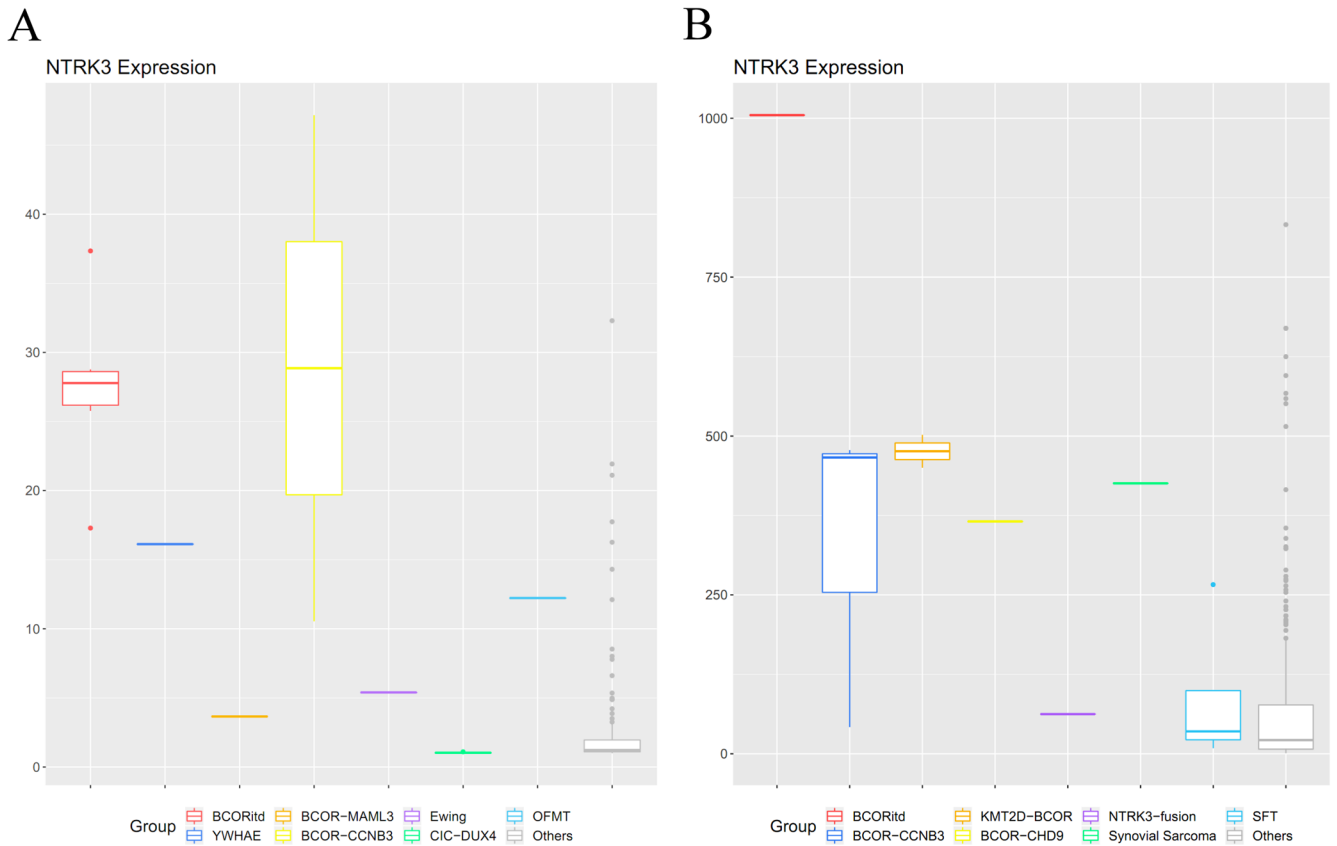 A
NTRK3 Expression
40
30
20
10
0
Group
BCORitd
BCOR-MAML3
Ewing
OFMT
YWHAE
BCOR-CCNB3
CIC-DUX4
Others
B
NTRK3 Expression
1000
750
500
250
0
Group
BCORitd
KMT2D-BCOR
NTRK3-fusion
SFT
BCOR-CCNB3
BCOR-CHD9
Synovial Sarcoma
Others